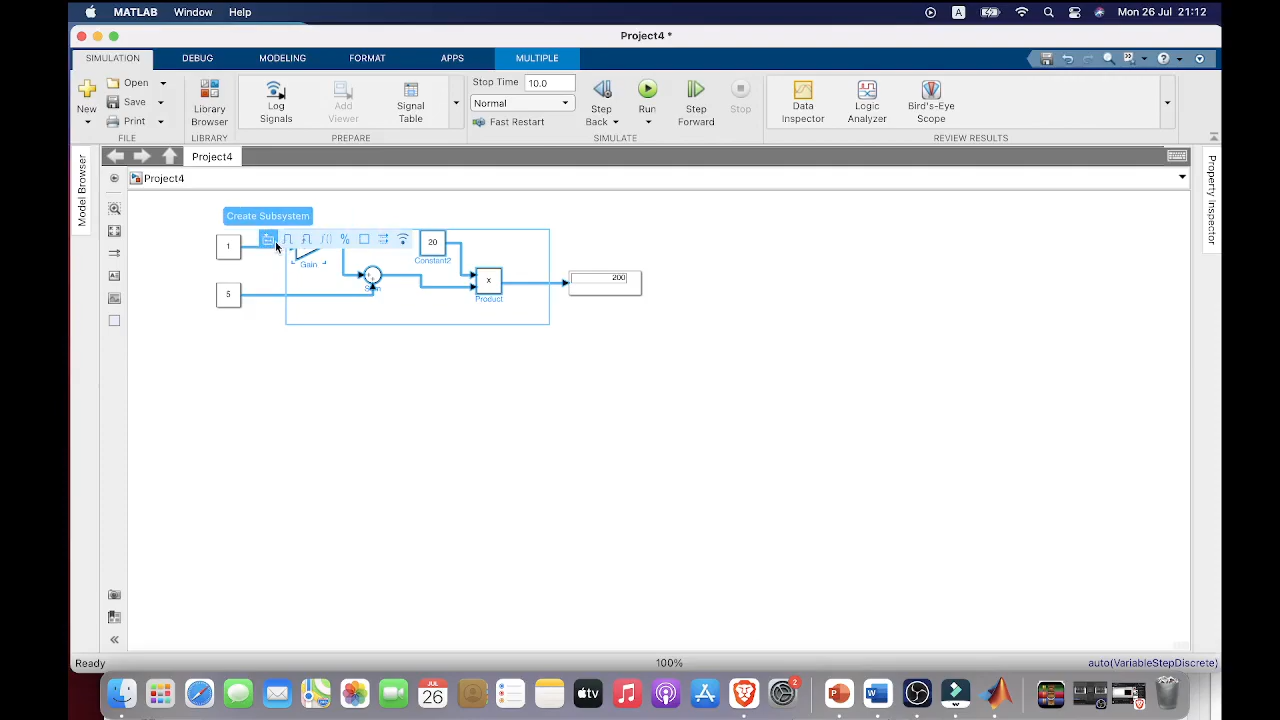 MATLAB Window Help A Mon 26 Jul 21:12
Project4 *
SIMULATION DEBUG MODELING FORMAT APPS MULTIPLE
New Open Save Print
FILE
Library Browser
LIBRARY
Log Signals Add Viewer Signal Table
PREPARE
Stop Time 10.0
Normal
Fast Restart
Step Back Run Step Forward Stop
SIMULATE
Data Inspector Logic Analyzer Bird's-Eye Scope
REVIEW RESULTS
Model Browser
Project4
Property Inspector
Project4
Create Subsystem
1
Gain
20
Constant2
5
x
Product
200
Ready 100% auto(VariableStepDiscrete)
JUL 26 tv 2 P W W